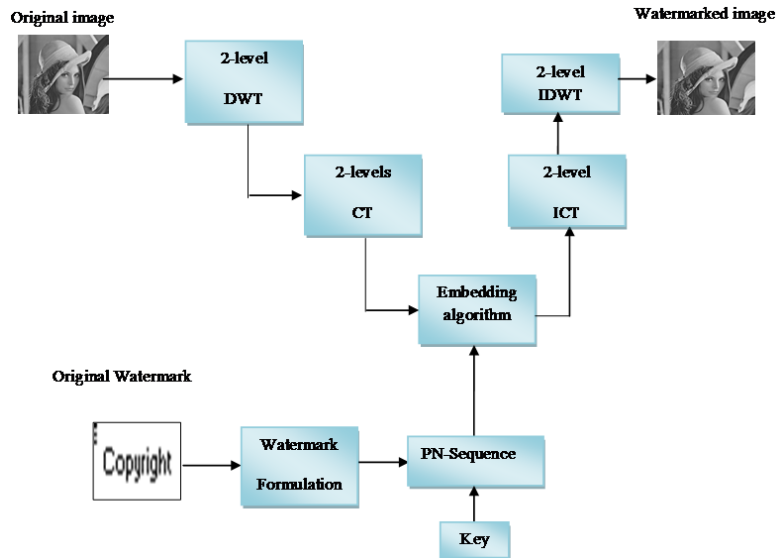 Original image
Watermarked image
2-level
DWT
2-level
IDWT
2-levels
CT
2-level
ICT
Embedding
algorithm
Original Watermark
Copyright
Watermark
Formulation
PN-Sequence
Key